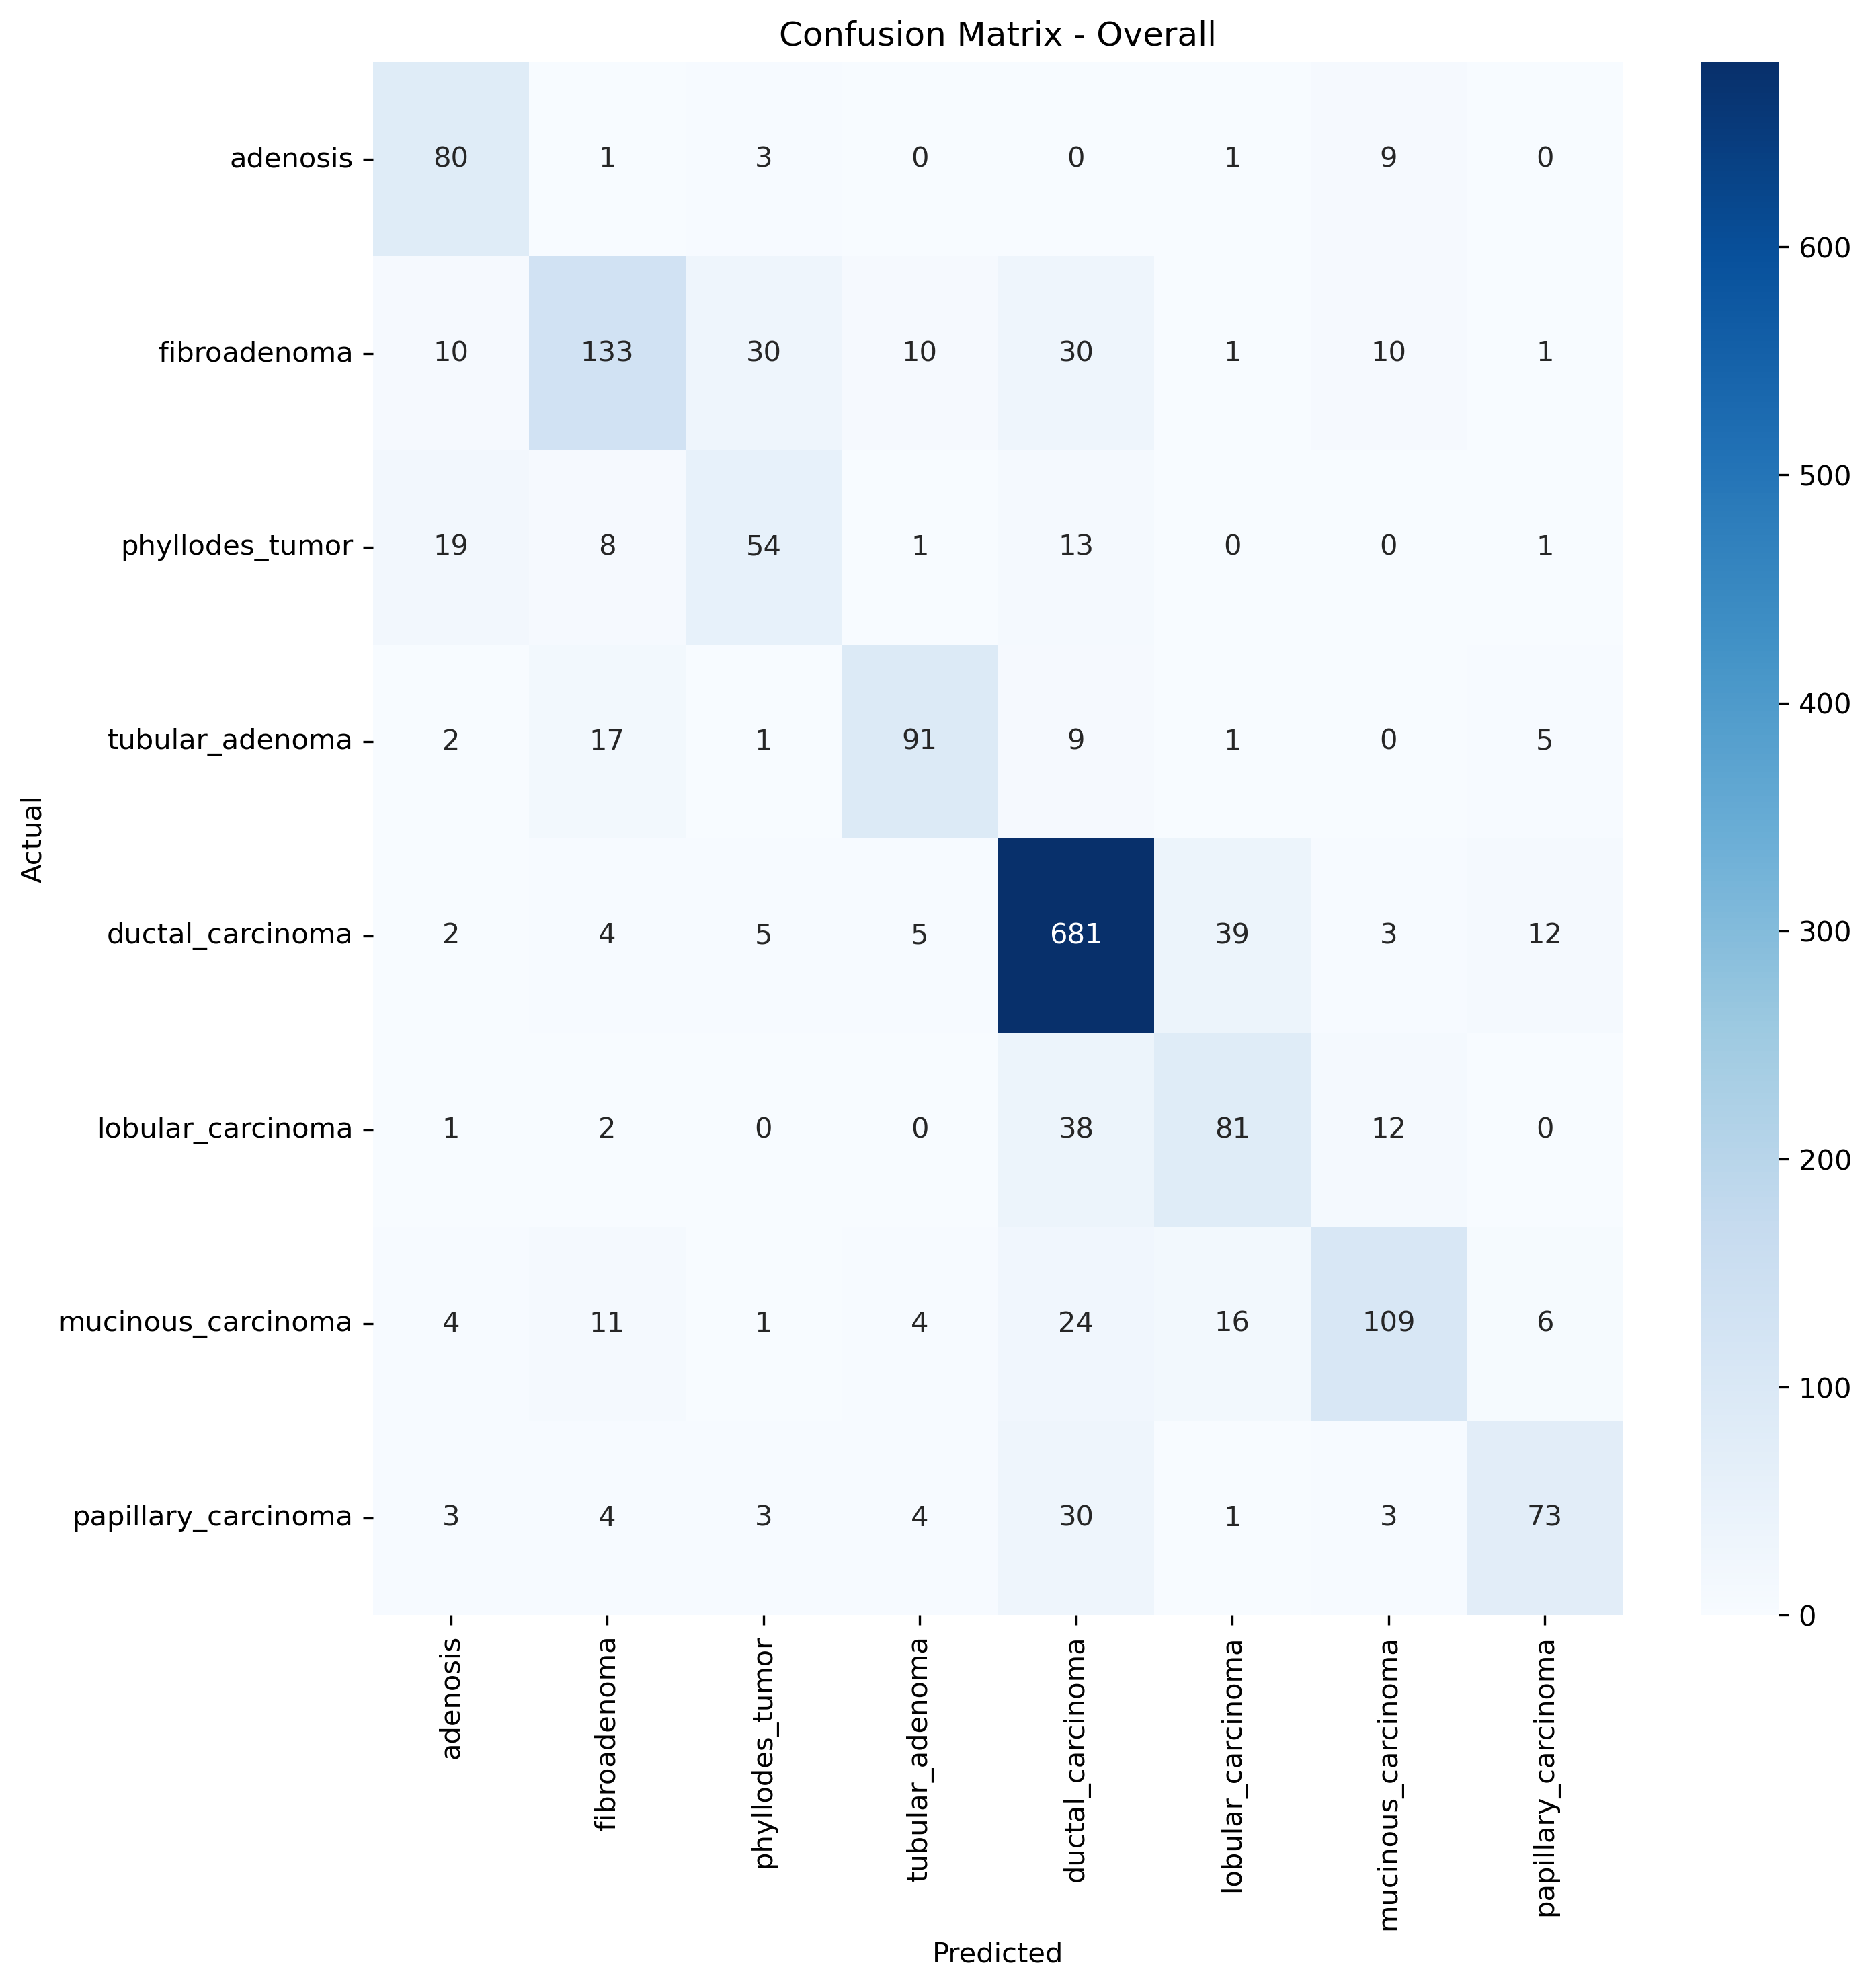 Confusion Matrix - Overall
adenosis 80 1 3 0 0 1 9 0
fibroadenoma 10 133 30 10 30 1 10 1
phyllodes_tumor 19 8 54 1 13 0 0 1
tubular_adenoma 2 17 1 91 9 1 0 5
ductal_carcinoma 2 4 5 5 681 39 3 12
lobular_carcinoma 1 2 0 0 38 81 12 0
mucinous_carcinoma 4 11 1 4 24 16 109 6
papillary_carcinoma 3 4 3 4 30 1 3 73
Actual
adenosis
fibroadenoma
phyllodes_tumor
tubular_adenoma
ductal_carcinoma
lobular_carcinoma
mucinous_carcinoma
papillary_carcinoma
Predicted
600
500
400
300
200
100
0